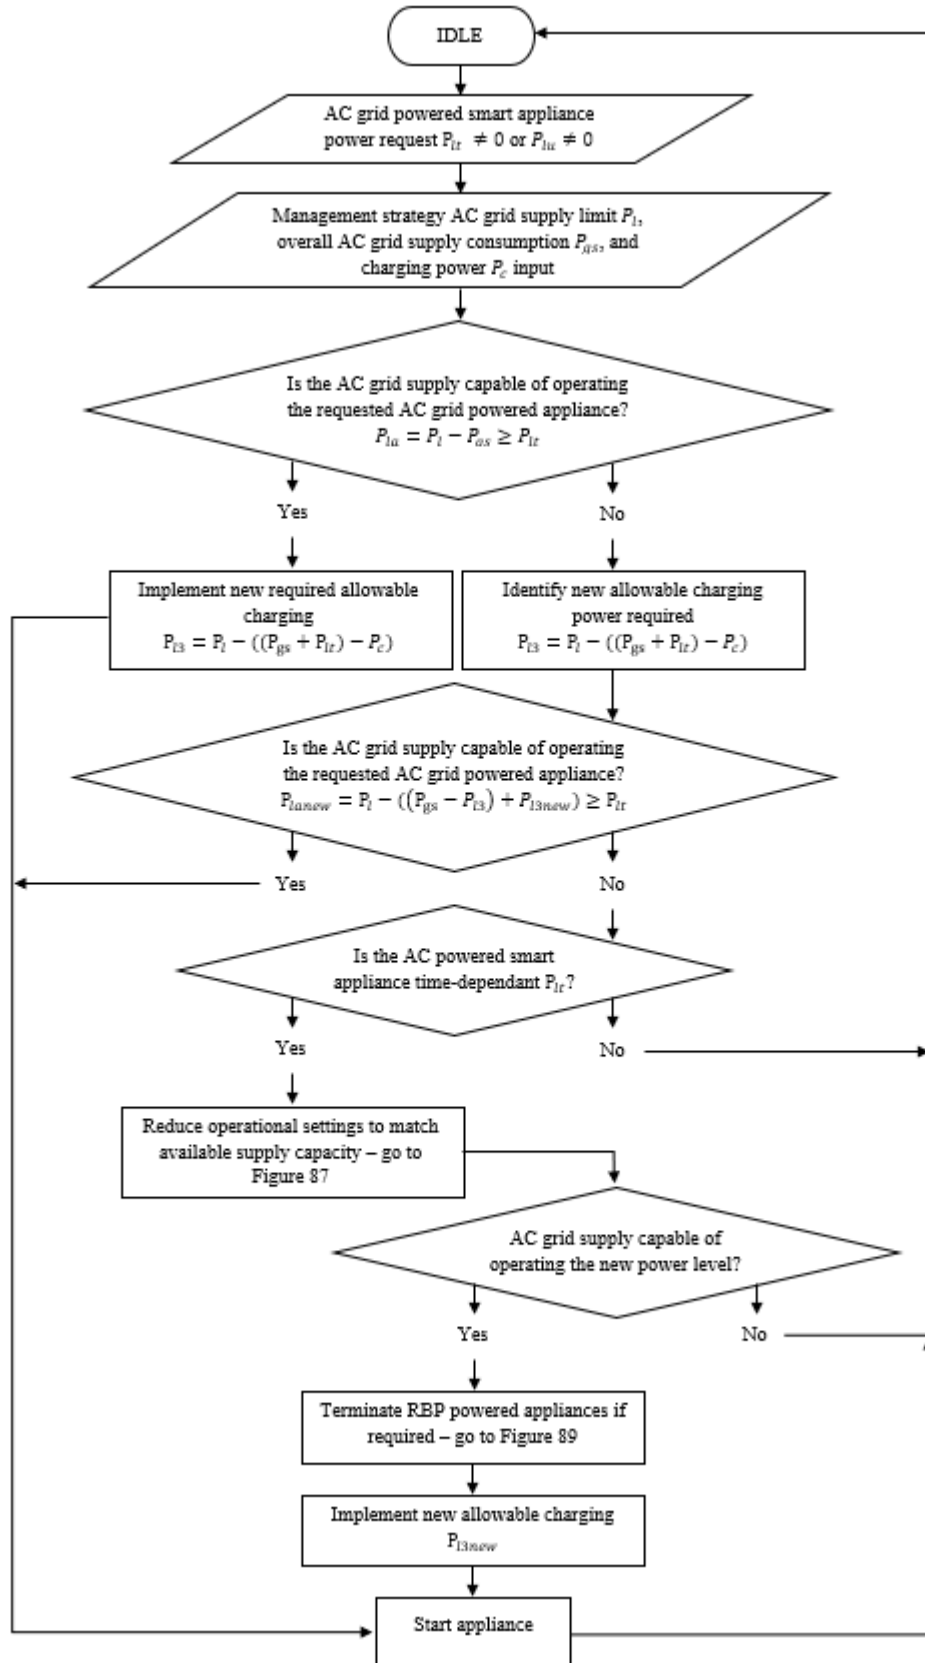 IDLE
AC grid powered smart appliance
power request P_lt ≠ 0 or P_lu ≠ 0
Management strategy AC grid supply limit P_l,
overall AC grid supply consumption P_gs, and
charging power P_c input
Is the AC grid supply capable of operating
the requested AC grid powered appliance?
P_la = P_l − P_gs ≥ P_lt
Yes
No
Implement new required allowable
charging
P_l3 = P_l − ((P_gs + P_lt) − P_c)
Identify new allowable charging
power required
P_l3 = P_l − ((P_gs + P_lt) − P_c)
Is the AC grid supply capable of operating
the requested AC grid powered appliance?
P_lanew = P_l − ((P_gs − P_l3) + P_l3new) ≥ P_lt
Yes
No
Is the AC powered smart
appliance time-dependant P_lt?
Yes
No
Reduce operational settings to match
available supply capacity – go to
Figure 87
AC grid supply capable of
operating the new power level?
Yes
No
Terminate RBP powered appliances if
required – go to Figure 89
Implement new allowable charging
P_l3new
Start appliance